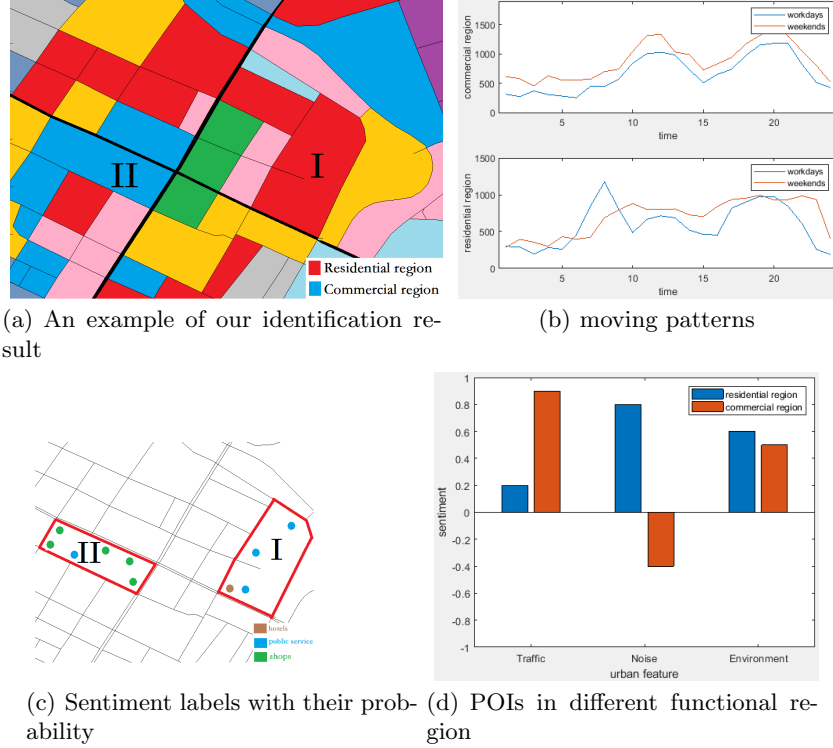 I
II
Residential region
Commercial region
(a) An example of our identification re-
sult
1500
1000
500
0
commercial region
workdays
weekends
5
10
15
20
time
1500
1000
500
0
residential region
workdays
weekends
5
10
15
20
time
(b) moving patterns
II
I
hotels
public service
shops
(c) Sentiment labels with their prob-
ability
1
0.8
0.6
0.4
0.2
0
-0.2
-0.4
-0.6
-0.8
-1
sentiment
residential region
commercial region
Traffic
Noise
Environment
urban feature
(d) POIs in different functional re-
gion